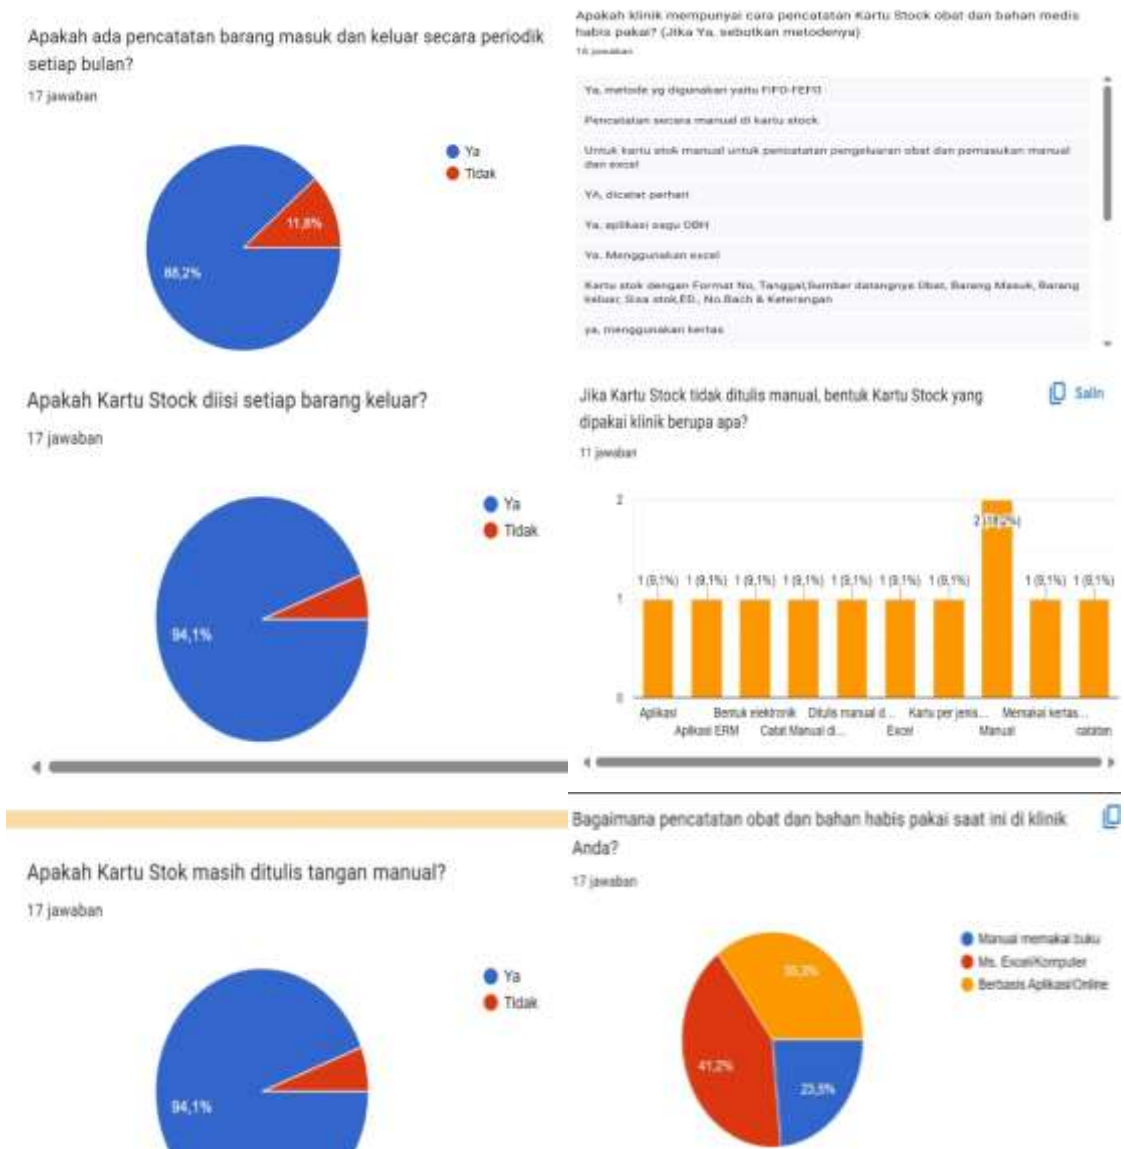 Apakah ada pencatatan barang masuk dan keluar secara periodik
setiap bulan?
17 jawaban
Ya
Tidak
11,8%
88,2%
Apakah klinik mempunyai cara pencatatan Kartu Stock obat dan bahan medis
habis pakai? (Jika Ya, sebutkan metodenya)
16 jawaban
Ya, metode yg digunakan yaitu FIFO-FEFO
Pencatatan secara manual di kartu stock
Untuk kartu stok manual untuk pencatatan pengeluaran obat dan pemasukan manual
dan excel
YA, dicatat perhari
Ya, aplikasi
Ya, Menggunakan excel
Kartu stok dengan Format No, Tanggal,Sumber datangnya Obat, Barang Masuk, Barang
keluar, Sisa stok,ED., No.Bach & Keterangan
ya, menggunakan kertas
Apakah Kartu Stock diisi setiap barang keluar?
17 jawaban
Ya
Tidak
94,1%
Jika Kartu Stock tidak ditulis manual, bentuk Kartu Stock yang
dipakai klinik berupa apa?
Salin
11 jawaban
2
2 (18,2%)
1 (9,1%) 1 (9,1%) 1 (9,1%) 1 (9,1%) 1 (9,1%) 1 (9,1%) 1 (9,1%) 1 (9,1%) 1 (9,1%)
1
0
Aplikasi Bentuk elektronik Ditulis manual d... Kartu per jenis... Memakai kertas...
Aplikasi ERM Catat Manual di... Excel Manual catatan
Apakah Kartu Stok masih ditulis tangan manual?
17 jawaban
Ya
Tidak
94,1%
Bagaimana pencatatan obat dan bahan habis pakai saat ini di klinik
Anda?
17 jawaban
Manual memakai buku
Ms. Excel/Komputer
Berbasis Aplikasi/Online
35,3%
41,2%
23,5%